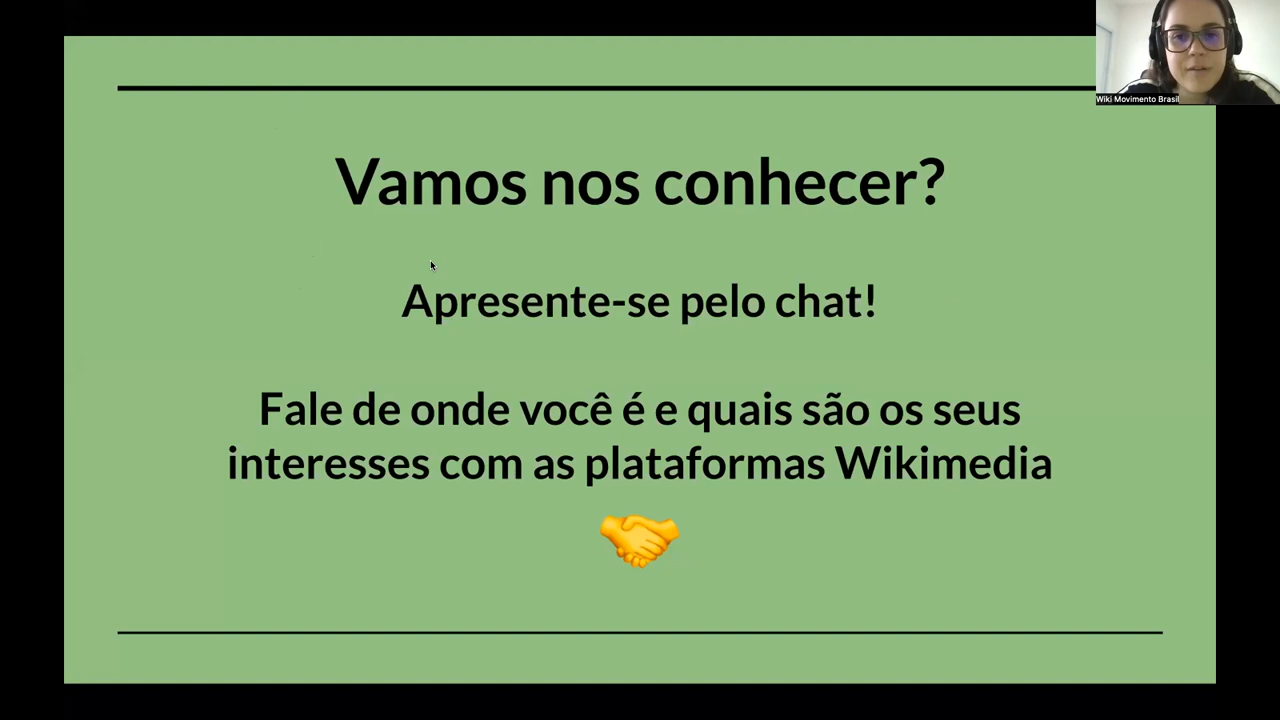 Wiki Movimento Brasil
Vamos nos conhecer?
Apresente-se pelo chat!
Fale de onde você é e quais são os seus
interesses com as plataformas Wikimedia